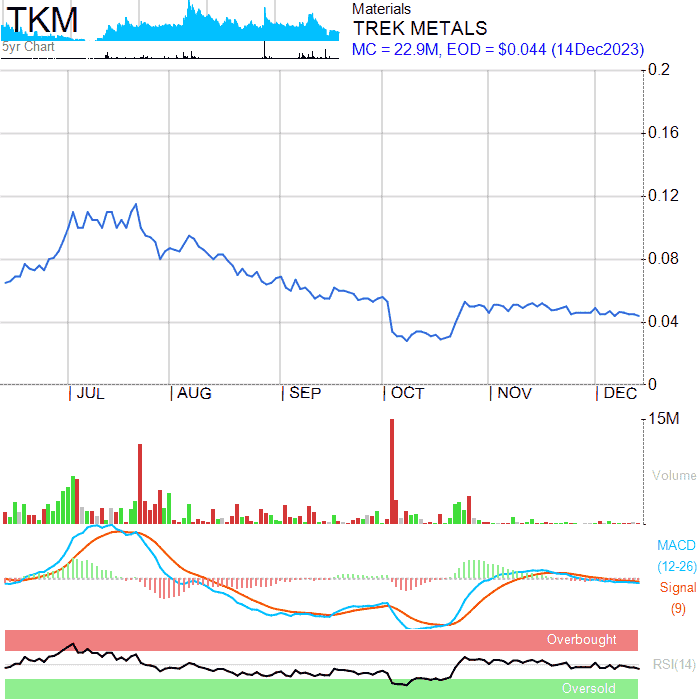 TKM
5yr Chart
Materials
TREK METALS
MC = 22.9M, EOD = $0.044 (14Dec2023)
0.2
0.16
0.12
0.08
0.04
0
JUL AUG SEP OCT NOV DEC
15M
Volume
MACD
(12-26)
Signal
(9)
Overbought
RSI(14)
Oversold